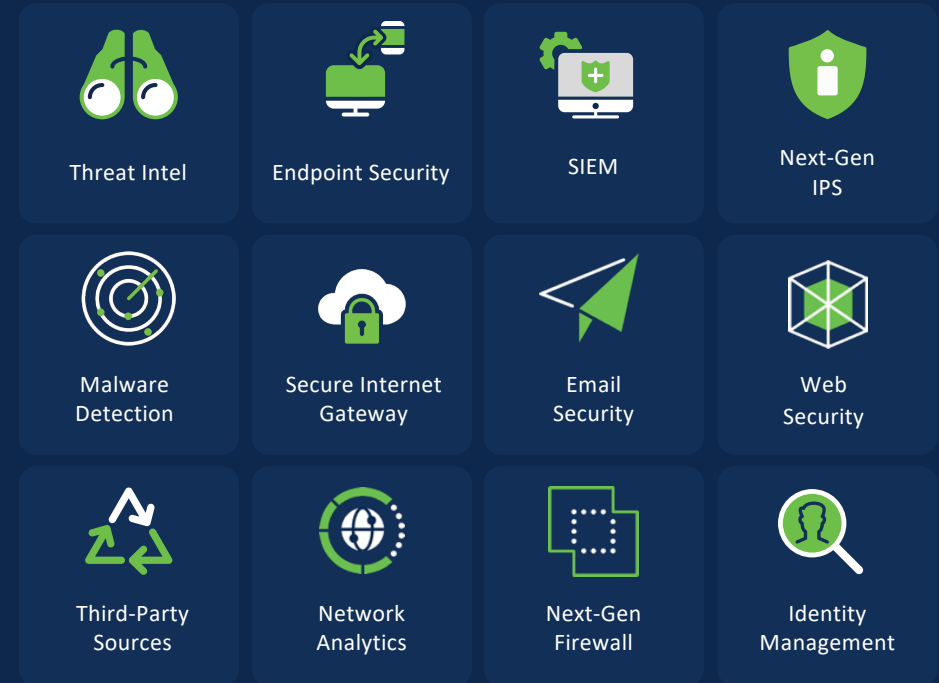 Threat Intel
Endpoint Security
SIEM
Next-Gen
IPS
Malware
Detection
Secure Internet
Gateway
Email
Security
Web
Security
Third-Party
Sources
Network
Analytics
Next-Gen
Firewall
Identity
Management